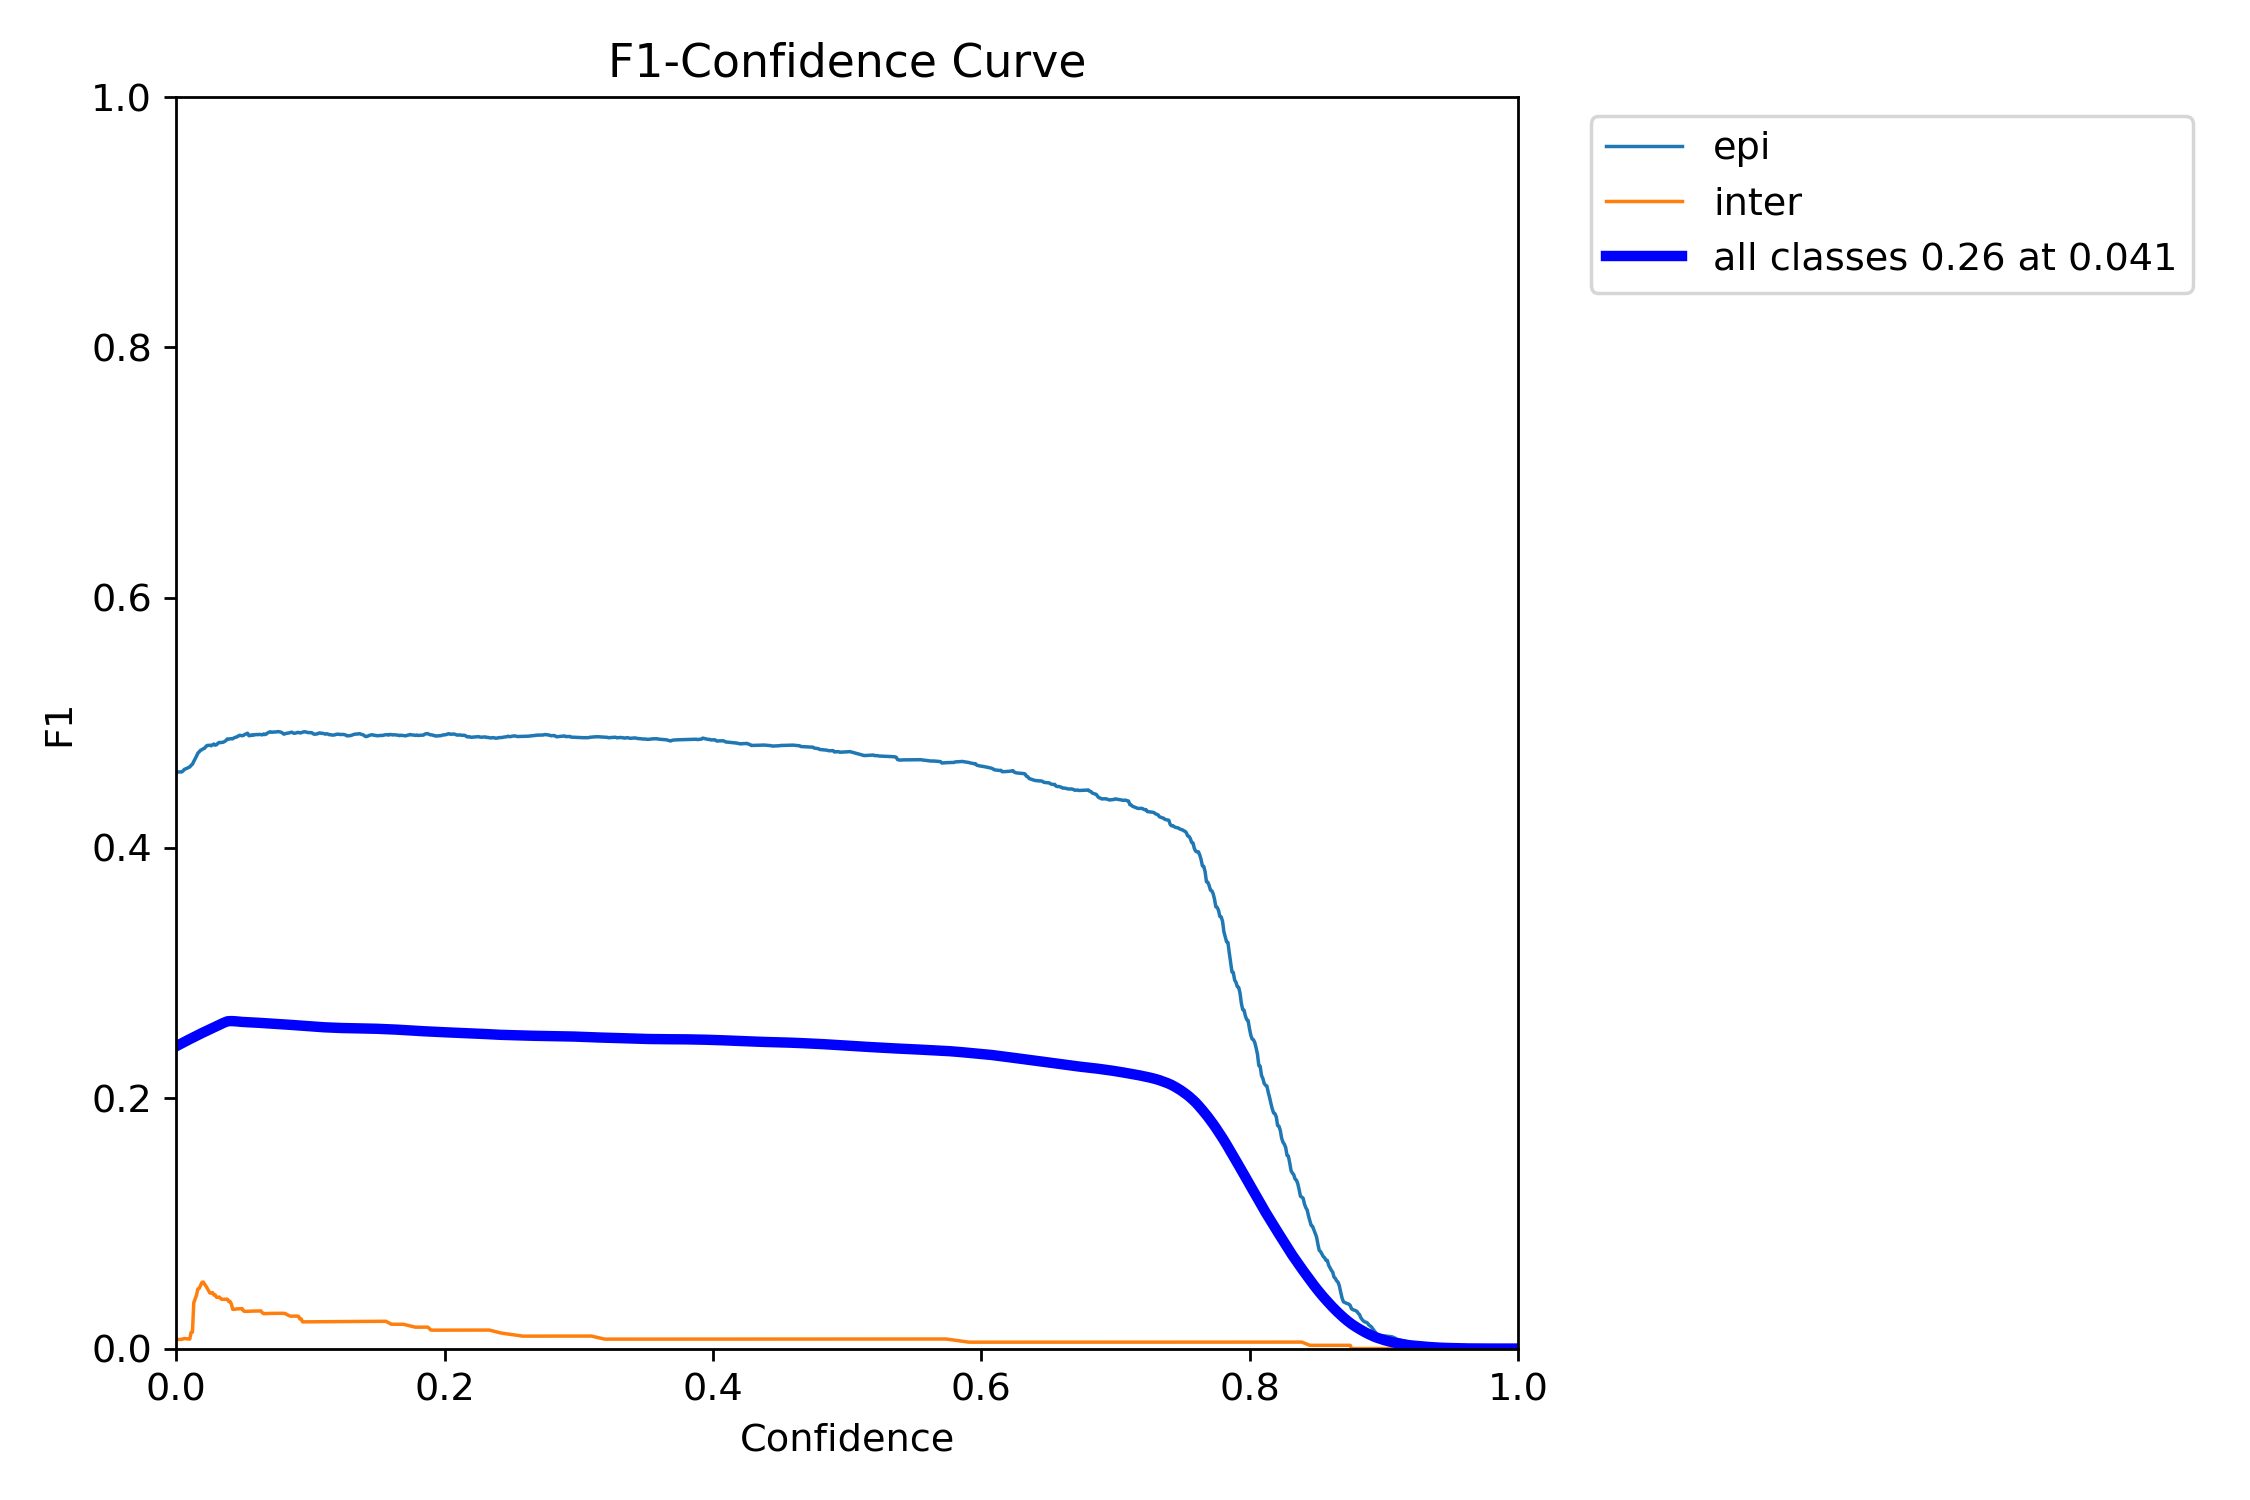 F1-Confidence Curve
1.0
0.8
0.6
0.4
0.2
0.0
F1
0.0 0.2 0.4 0.6 0.8 1.0
Confidence
epi
inter
all classes 0.26 at 0.041